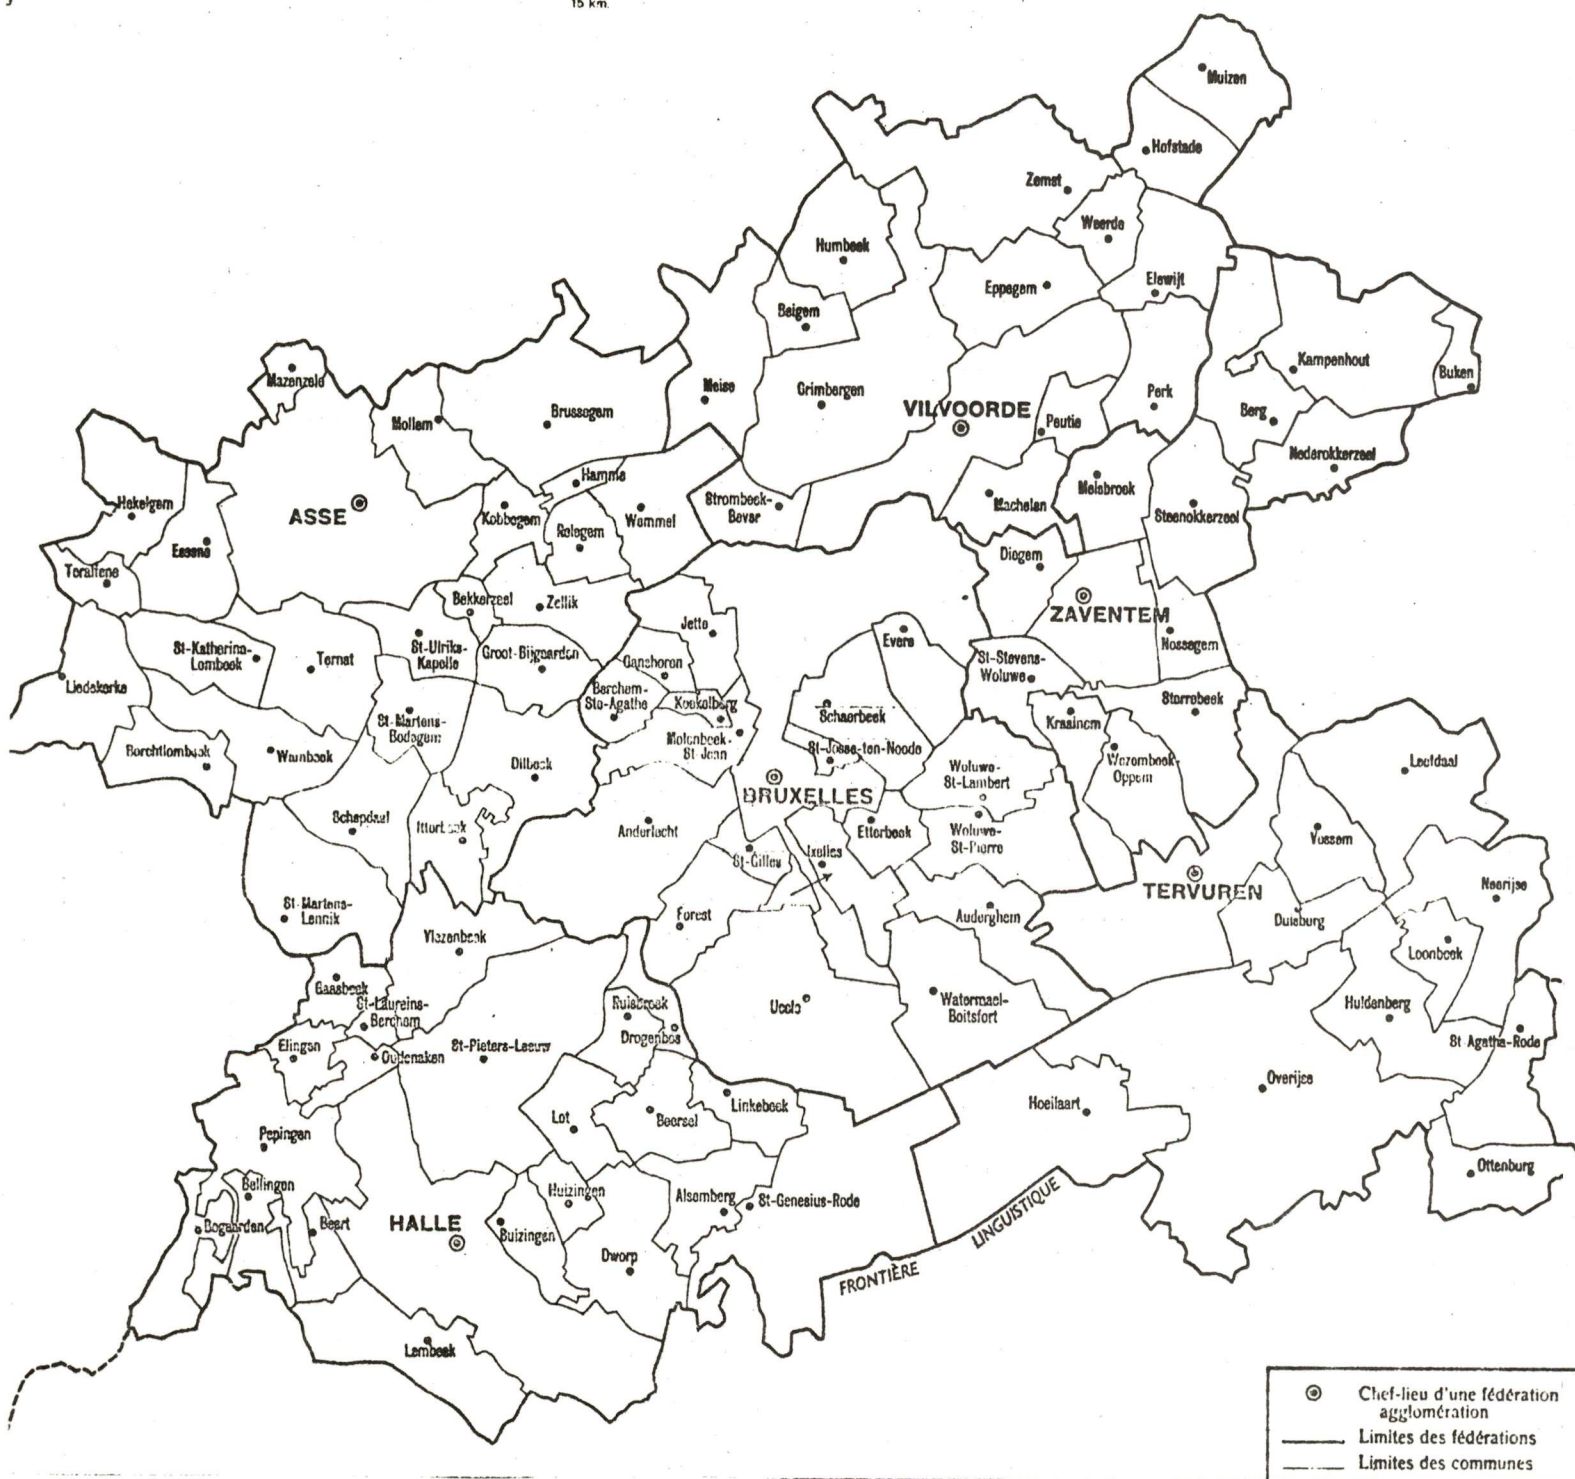 15 km.
Muizen
Hofstade
Zemst
Weerde
Humbeek
Elewijt
Eppegem
Beigem
Kampenhout
Buken
Mazenzele
Meise
Grimbergen
Perk
VILVOORDE
Peutie
Berg
Brussegem
Mollem
Nederokkerzeel
Hamme
Melsbroek
Machelen
Steenokkerzeel
Strombeek-
Bever
Wemmel
Hekelgem
ASSE
Kobbegem
Relegem
Essene
Diegem
Teralfene
Bekkerzeel
Zellik
ZAVENTEM
Jette
Evere
Nossegem
St-Katherina-
Lombeek
Ternat
St-Ulriks-
Kapelle
Groot-Bijgaarden
Ganshoren
St-Stevens-
Woluwe
Liedekerke
Berchem-
Ste-Agathe
Koekelberg
Schaerbeek
Kraainem
Sterrebeek
St-Martens-
Bodegem
Molenbeek-
St-Jean
St-Josse-ten-Noode
Borchtlombeek
Wambeek
Dilbeek
Woluwe-
St-Lambert
Wezembeek-
Oppem
Leefdaal
BRUXELLES
Schepdaal
Itterbeek
Anderlecht
Etterbeek
Woluwe-
St-Pierre
Vossem
St-Gilles
Ixelles
TERVUREN
Neerijse
St-Martens-
Lennik
Forest
Auderghem
Duisburg
Vlezenbeek
Loonbeek
Gaasbeek
St-Laureins-
Berchem
Ruisbroek
Uccle
Watermael-
Boitsfort
Huldenberg
Drogenbos
St-Agatha-Rode
Elingen
Oudenaken
St-Pieters-Leeuw
Overijse
Lot
Beersel
Linkebeek
Hoeilaart
Pepingen
Ottenburg
Bellingen
Huizingen
Alsemberg
St-Genesius-Rode
Bogaarden
Beert
HALLE
Buizingen
Dworp
LINGUISTIQUE
FRONTIÈRE
Lembeek
Chef-lieu d'une fédération
agglomération
Limites des fédérations
Limites des communes